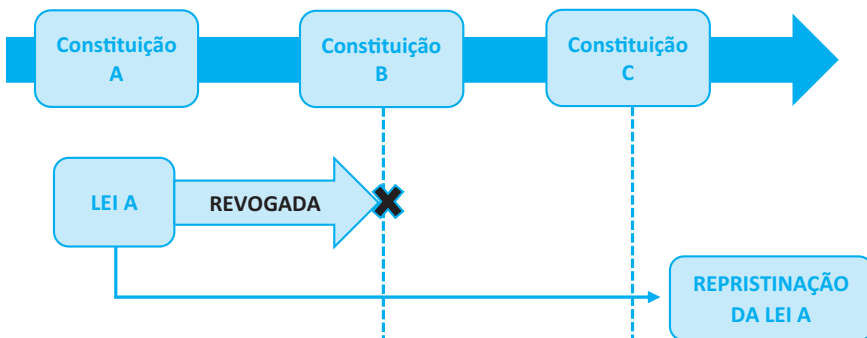 Constituição
A
Constituição
B
Constituição
C
LEI A
REVOGADA
REPRISTINAÇÃO
DA LEI A